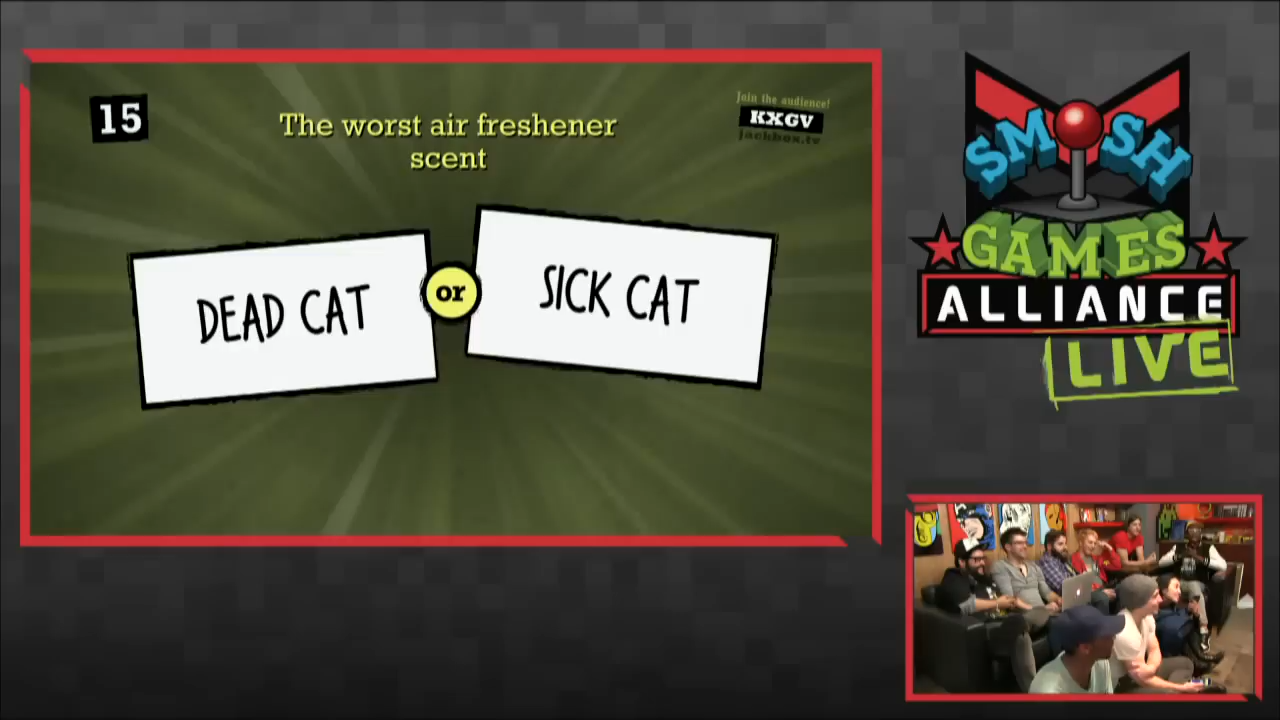 15
The worst air freshener
scent
Join the audience!
KXGV
jackbox.tv
DEAD CAT
or
SICK CAT
SMOSH
GAMES
ALLIANCE
LIVE